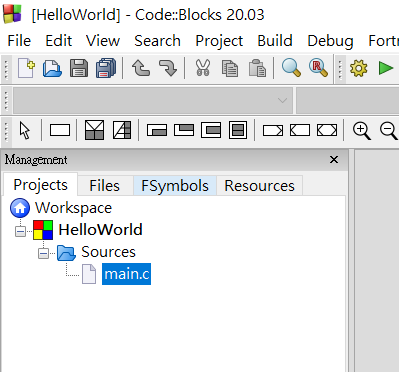 [HelloWorld] - Code::Blocks 20.03
File Edit View Search Project Build Debug Fortr
Management
Projects Files FSymbols Resources
Workspace
HelloWorld
Sources
main.c